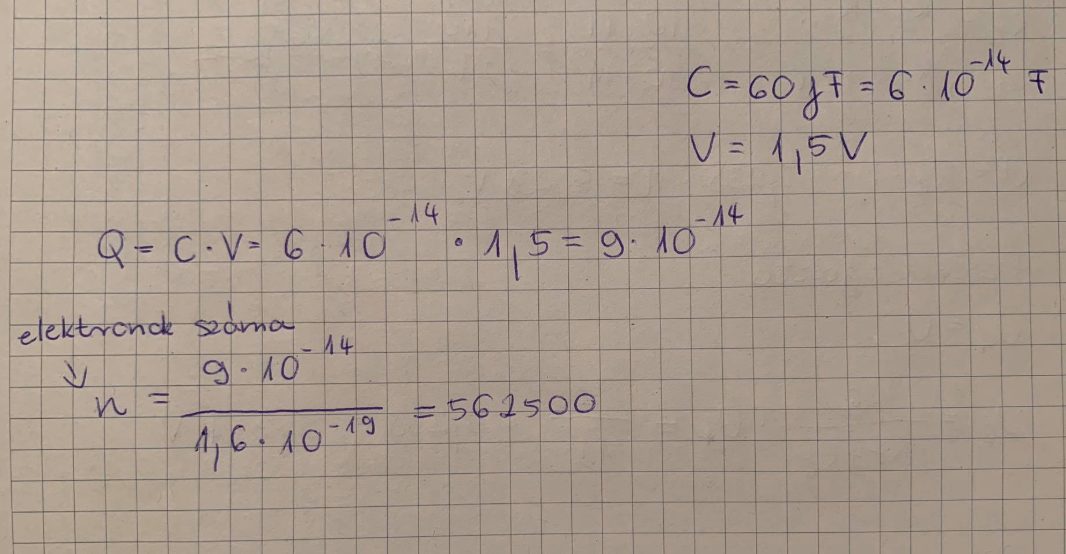 C = 60 fF = 6 · 10⁻¹⁴ F
V = 1,5 V
Q = C · V = 6 · 10⁻¹⁴ · 1,5 = 9 · 10⁻¹⁴
elektronok száma
↓
n = 9 · 10⁻¹⁴ / 1,6 · 10⁻¹⁹ = 562500